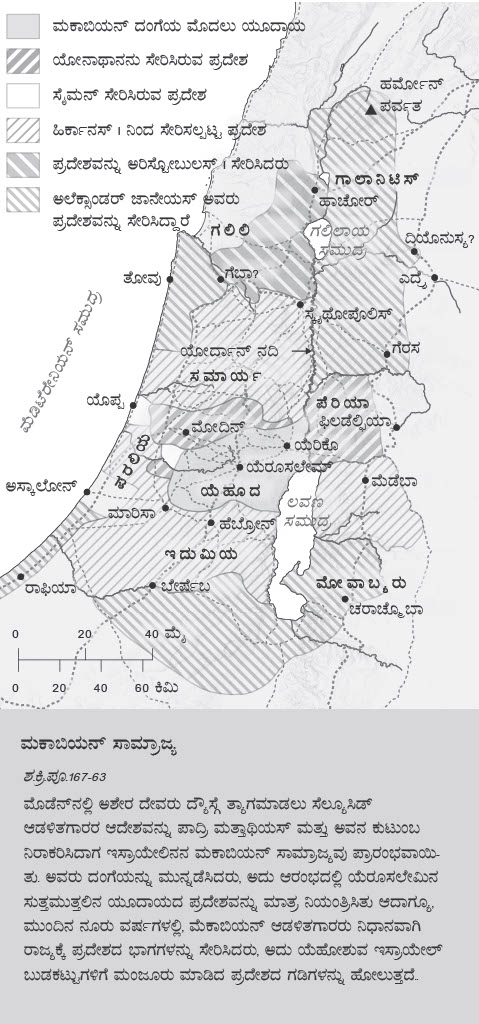 ಮಕಾಬಿಯನ್ ದಂಗೆಯ ಮೊದಲು ಯೂದಾಯ
ಯೋನಾಥಾನನು ಸೇರಿಸಿರುವ ಪ್ರದೇಶ
ಸೈಮನ್ ಸೇರಿಸಿರುವ ಪ್ರದೇಶ
ಹಿರ್ಕಾನಸ್ I ನಿಂದ ಸೇರಿಸಲ್ಪಟ್ಟ ಪ್ರದೇಶ
ಪ್ರದೇಶವನ್ನು ಅರಿಸ್ಟೋಬುಲಸ್ I ಸೇರಿಸಿದರು
ಅಲೆಕ್ಸಾಂಡರ್ ಜಾನೇಯಸ್ ಅವರು
ಪ್ರದೇಶವನ್ನು ಸೇರಿಸಿದ್ದಾರೆ
ಹರ್ಮೋನ್
ಪರ್ವತ
ಗಾಲಾನಿಟಿಸ್
ಹಾಚೋರ್
ಗಲಿಲಿ
ಗಲಿಲಾಯ
ಸಮುದ್ರ
ದಿಯೊನುಸ್ಯ?
ಗೆಬಾ?
ಎದ್ರೈ
ತೋವು
ಸ್ಕೈಥೋಪೊಲಿಸ್
ಮೆಡಿಟರೇನಿಯನ್ ಸಮುದ್ರ
ಯೋರ್ದಾನ್ ನದಿ
ಗೆರಸ
ಸಮಾರ್ಯ
ಯೊಪ್ಪ
ಪೆರಿಯಾ
ಫಿಲಡೆಲ್ಫಿಯಾ
ಮೋದಿನ್
ಯೆರಿಕೊ
ಯೆರೂಸಲೇಮ್
ಅಸ್ಕಾಲೋನ್
ಯೆಹೂದ
ಮೆಡೆಬಾ
ಲವಣ
ಸಮುದ್ರ
ಮಾರಿಸಾ
ಹೆಬ್ರೋನ್
ಇದುಮಿಯ
ರಾಫಿಯಾ
ಬೇರ್ಷೆಬ
ಮೋವಾಬ್ಯರು
ಚರಾಚ್ಮೊಬಾ
0 20 40 ಮೈ
0 20 40 60 ಕಿಮಿ
ಮಕಾಬಿಯನ್ ಸಾಮ್ರಾಜ್ಯ
ಶ.ಕ್ರಿ.ಪೂ.167-63
ಮೊಡೆನ್‌ನಲ್ಲಿ ಅಶೇರ ದೇವರು ದ್ಯೌಸ್ಗೆ ತ್ಯಾಗಮಾಡಲು ಸೆಲ್ಯೂಸಿಡ್
ಆಡಳಿತಗಾರರ ಆದೇಶವನ್ನು ಪಾದ್ರಿ ಮತ್ತಾಥಿಯಸ್ ಮತ್ತು ಅವನ ಕುಟುಂಬ
ನಿರಾಕರಿಸಿದಾಗ ಇಸ್ರಾಯೇಲಿನನ ಮಕಾಬಿಯನ್ ಸಾಮ್ರಾಜ್ಯವು ಪ್ರಾರಂಭವಾಯಿ-
ತು. ಅವರು ದಂಗೆಯನ್ನು ಮುನ್ನಡೆಸಿದರು, ಅದು ಆರಂಭದಲ್ಲಿ ಯೆರೂಸಲೇಮಿನ
ಸುತ್ತಮುತ್ತಲಿನ ಯೂದಾಯದ ಪ್ರದೇಶವನ್ನು ಮಾತ್ರ ನಿಯಂತ್ರಿಸಿತು ಆದಾಗ್ಯೂ,
ಮುಂದಿನ ನೂರು ವರ್ಷಗಳಲ್ಲಿ, ಮೆಕಾಬಿಯನ್ ಆಡಳಿತಗಾರರು ನಿಧಾನವಾಗಿ
ರಾಜ್ಯಕ್ಕೆ ಪ್ರದೇಶದ ಭಾಗಗಳನ್ನು ಸೇರಿಸಿದರು, ಅದು ಯೆಹೋಶುವ ಇಸ್ರಾಯೇಲ್
ಬುಡಕಟ್ಟುಗಳಿಗೆ ಮಂಜೂರು ಮಾಡಿದ ಪ್ರದೇಶದ ಗಡಿಗಳನ್ನು ಹೋಲುತ್ತದೆ..